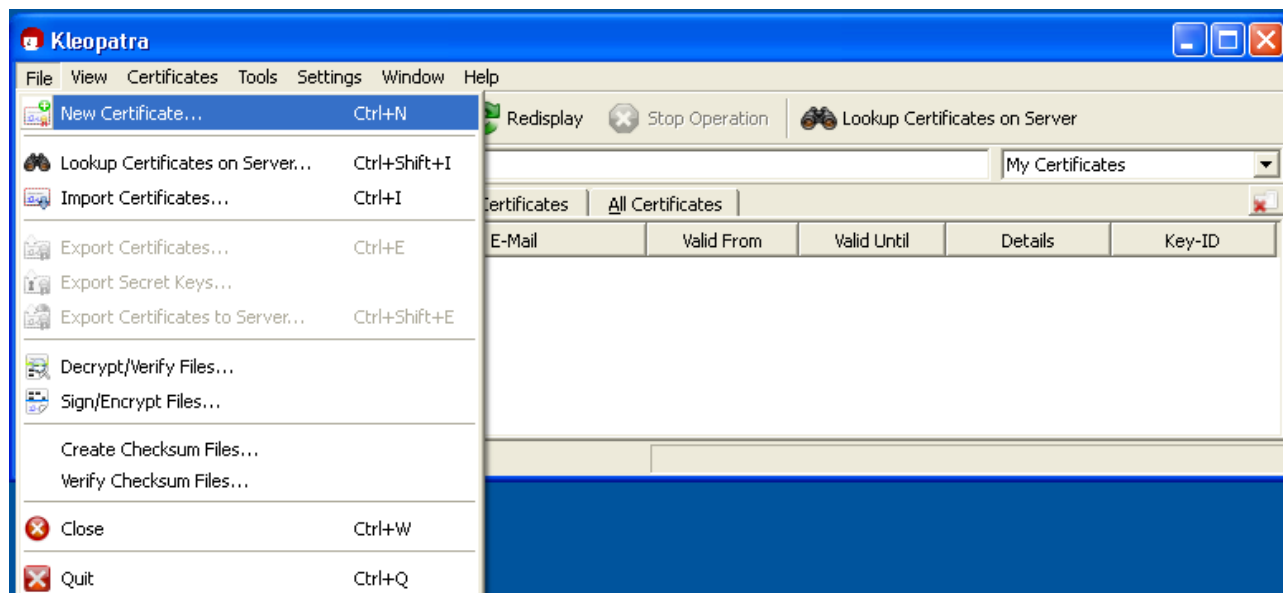 Kleopatra
File View Certificates Tools Settings Window Help
New Certificate... Ctrl+N
Redisplay Stop Operation Lookup Certificates on Server
Lookup Certificates on Server... Ctrl+Shift+I
My Certificates
Import Certificates... Ctrl+I
Certificates All Certificates
E-Mail Valid From Valid Until Details Key-ID
Export Certificates... Ctrl+E
Export Secret Keys...
Export Certificates to Server... Ctrl+Shift+E
Decrypt/Verify Files...
Sign/Encrypt Files...
Create Checksum Files...
Verify Checksum Files...
Close Ctrl+W
Quit Ctrl+Q